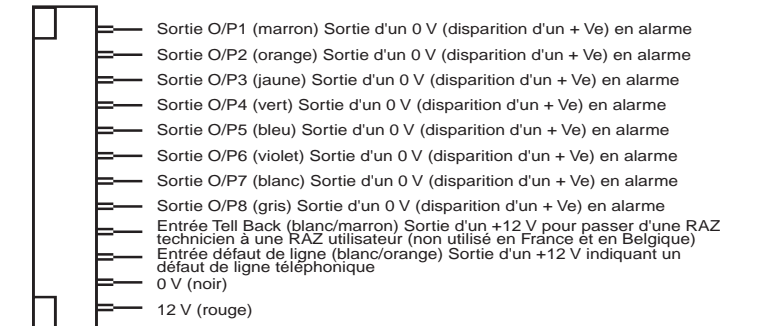 Sortie O/P1 (marron) Sortie d'un 0 V (disparition d'un + Ve) en alarme
Sortie O/P2 (orange) Sortie d'un 0 V (disparition d'un + Ve) en alarme
Sortie O/P3 (jaune) Sortie d'un 0 V (disparition d'un + Ve) en alarme
Sortie O/P4 (vert) Sortie d'un 0 V (disparition d'un + Ve) en alarme
Sortie O/P5 (bleu) Sortie d'un 0 V (disparition d'un + Ve) en alarme
Sortie O/P6 (violet) Sortie d'un 0 V (disparition d'un + Ve) en alarme
Sortie O/P7 (blanc) Sortie d'un 0 V (disparition d'un + Ve) en alarme
Sortie O/P8 (gris) Sortie d'un 0 V (disparition d'un + Ve) en alarme
Entrée Tell Back (blanc/marron) Sortie d'un +12 V pour passer d'une RAZ
technicien à une RAZ utilisateur (non utilisé en France et en Belgique)
Entrée défaut de ligne (blanc/orange) Sortie d'un +12 V indiquant un
défaut de ligne téléphonique
0 V (noir)
12 V (rouge)